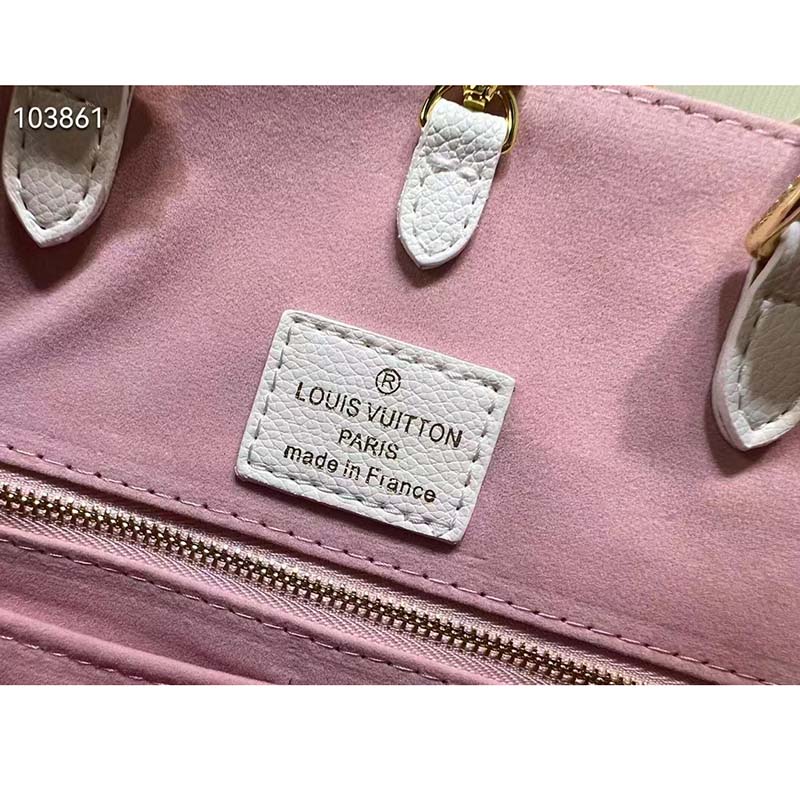 103861
®
LOUIS VUITTON
PARIS
made in France